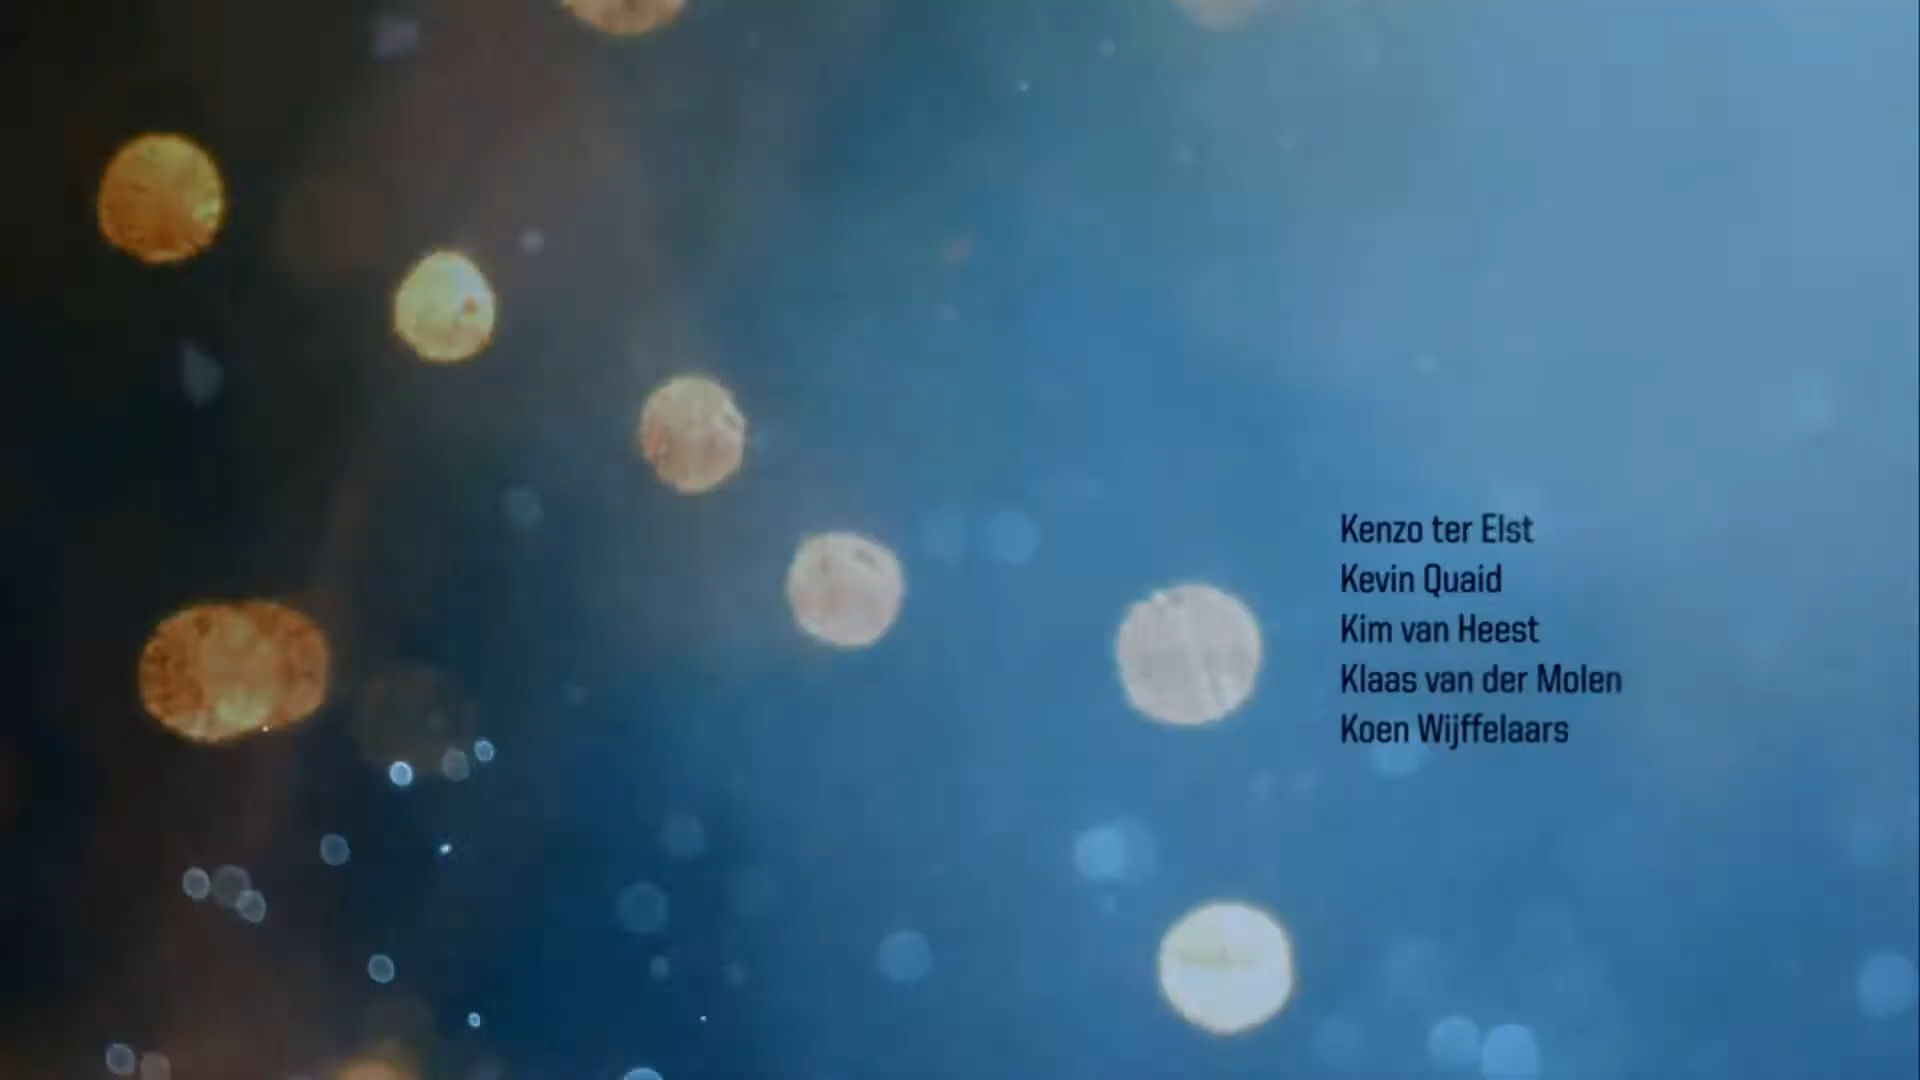 Kenzo ter Elst
Kevin Quaid
Kim van Heest
Klaas van der Molen
Koen Wijffelaars